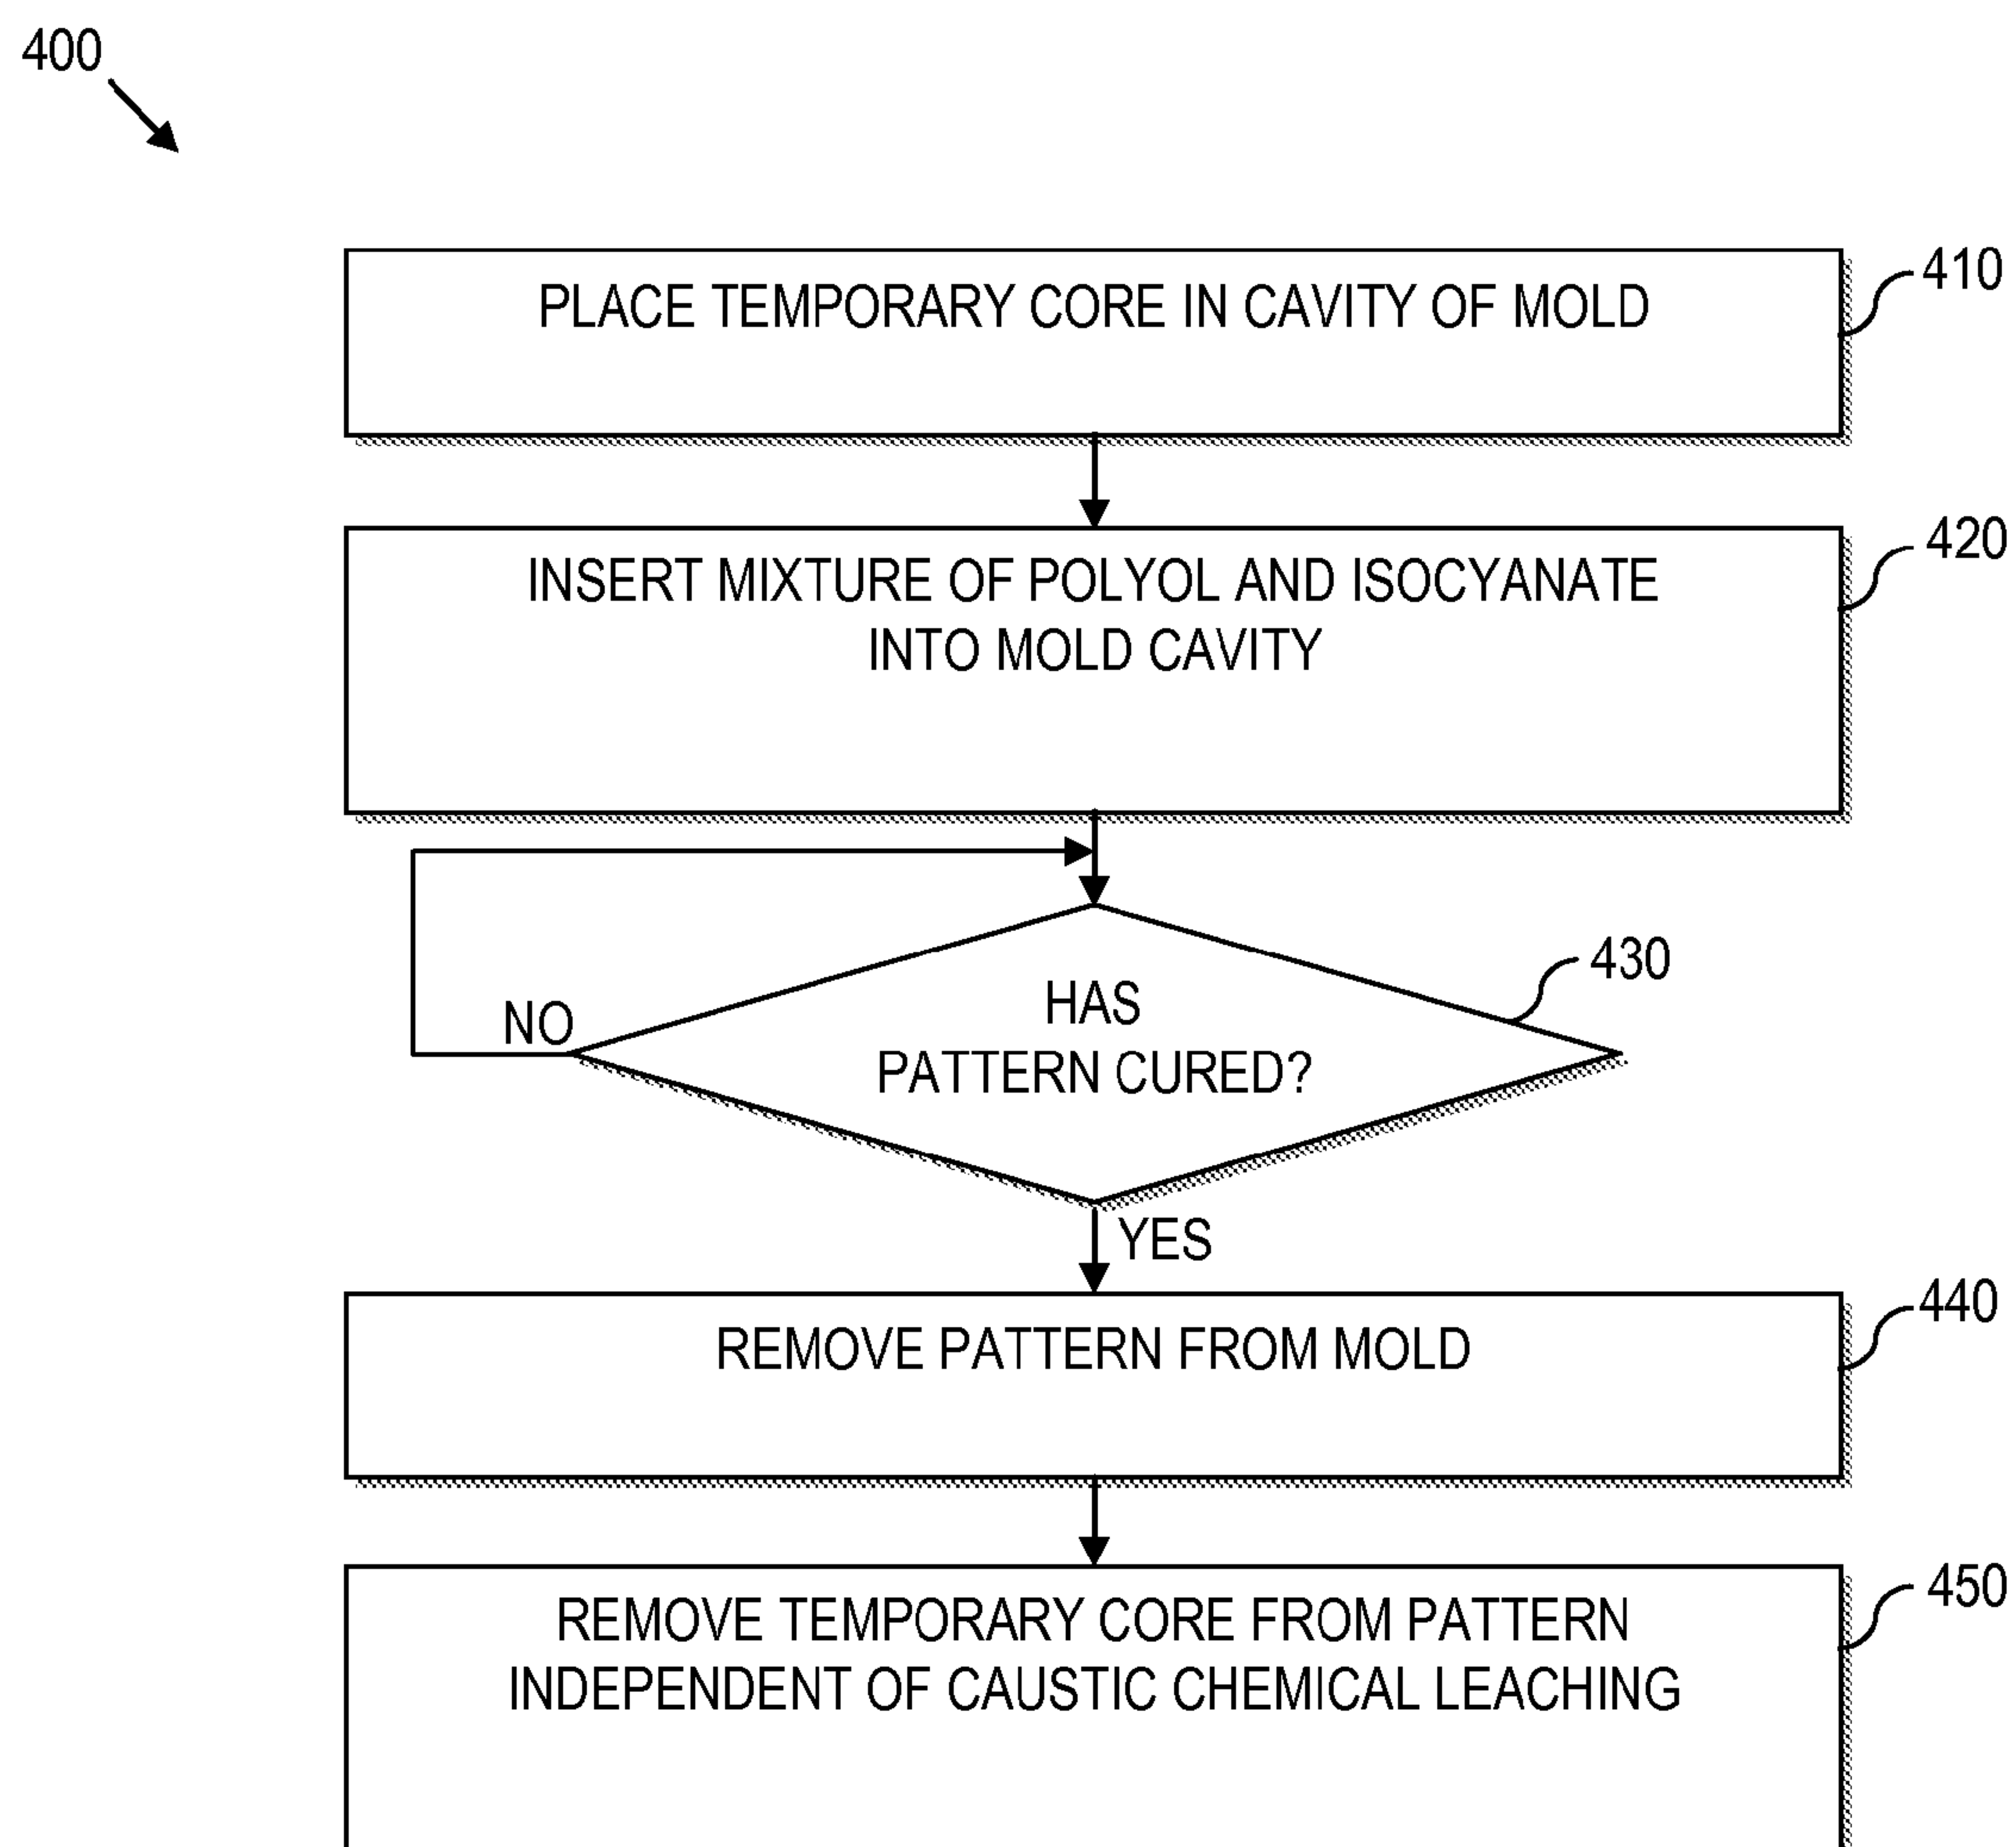 400
PLACE TEMPORARY CORE IN CAVITY OF MOLD
410
INSERT MIXTURE OF POLYOL AND ISOCYANATE
INTO MOLD CAVITY
420
HAS
PATTERN CURED?
430
NO
YES
REMOVE PATTERN FROM MOLD
440
REMOVE TEMPORARY CORE FROM PATTERN
INDEPENDENT OF CAUSTIC CHEMICAL LEACHING
450